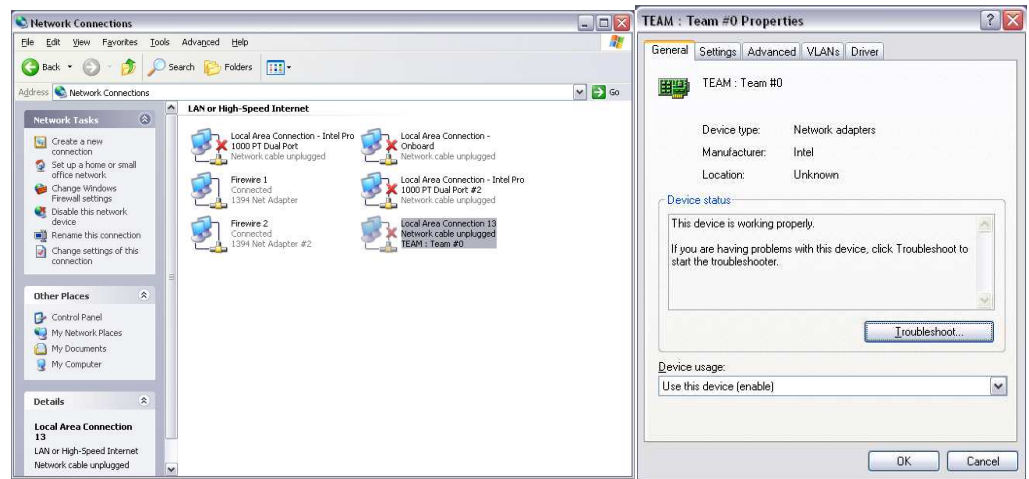 Network Connections
File Edit View Favorites Tools Advanced Help
Back Search Folders
Address Network Connections Go
Network Tasks
Create a new
connection
Set up a home or small
office network
Change Windows
Firewall settings
Disable this network
device
Rename this connection
Change settings of this
connection
Other Places
Control Panel
My Network Places
My Documents
My Computer
Details
Local Area Connection
13
LAN or High-Speed Internet
Network cable unplugged
LAN or High-Speed Internet
Local Area Connection - Intel Pro
1000 PT Dual Port
Network cable unplugged
Local Area Connection -
Onboard
Network cable unplugged
Firewire 1
Connected
1394 Net Adapter
Local Area Connection - Intel Pro
1000 PT Dual Port #2
Network cable unplugged
Firewire 2
Connected
1394 Net Adapter #2
Local Area Connection 13
Network cable unplugged
TEAM : Team #0
TEAM : Team #0 Properties
General Settings Advanced VLANs Driver
TEAM : Team #0
Device type: Network adapters
Manufacturer: Intel
Location: Unknown
Device status
This device is working properly.
If you are having problems with this device, click Troubleshoot to
start the troubleshooter.
Troubleshoot...
Device usage:
Use this device (enable)
OK Cancel